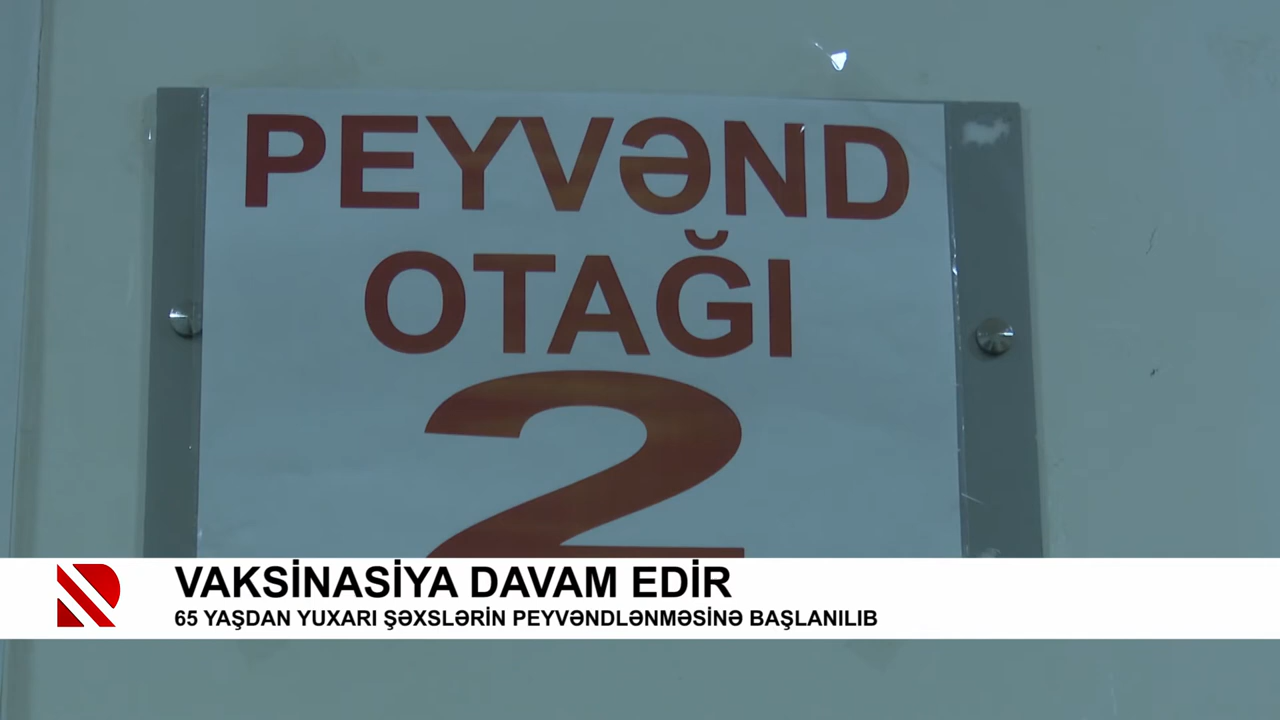 PEYVƏND
OTAĞI
2
VAKSİNASİYA DAVAM EDİR
65 YAŞDAN YUXARI ŞƏXSLƏRİN PEYVƏNDLƏNMƏSİNƏ BAŞLANILIB